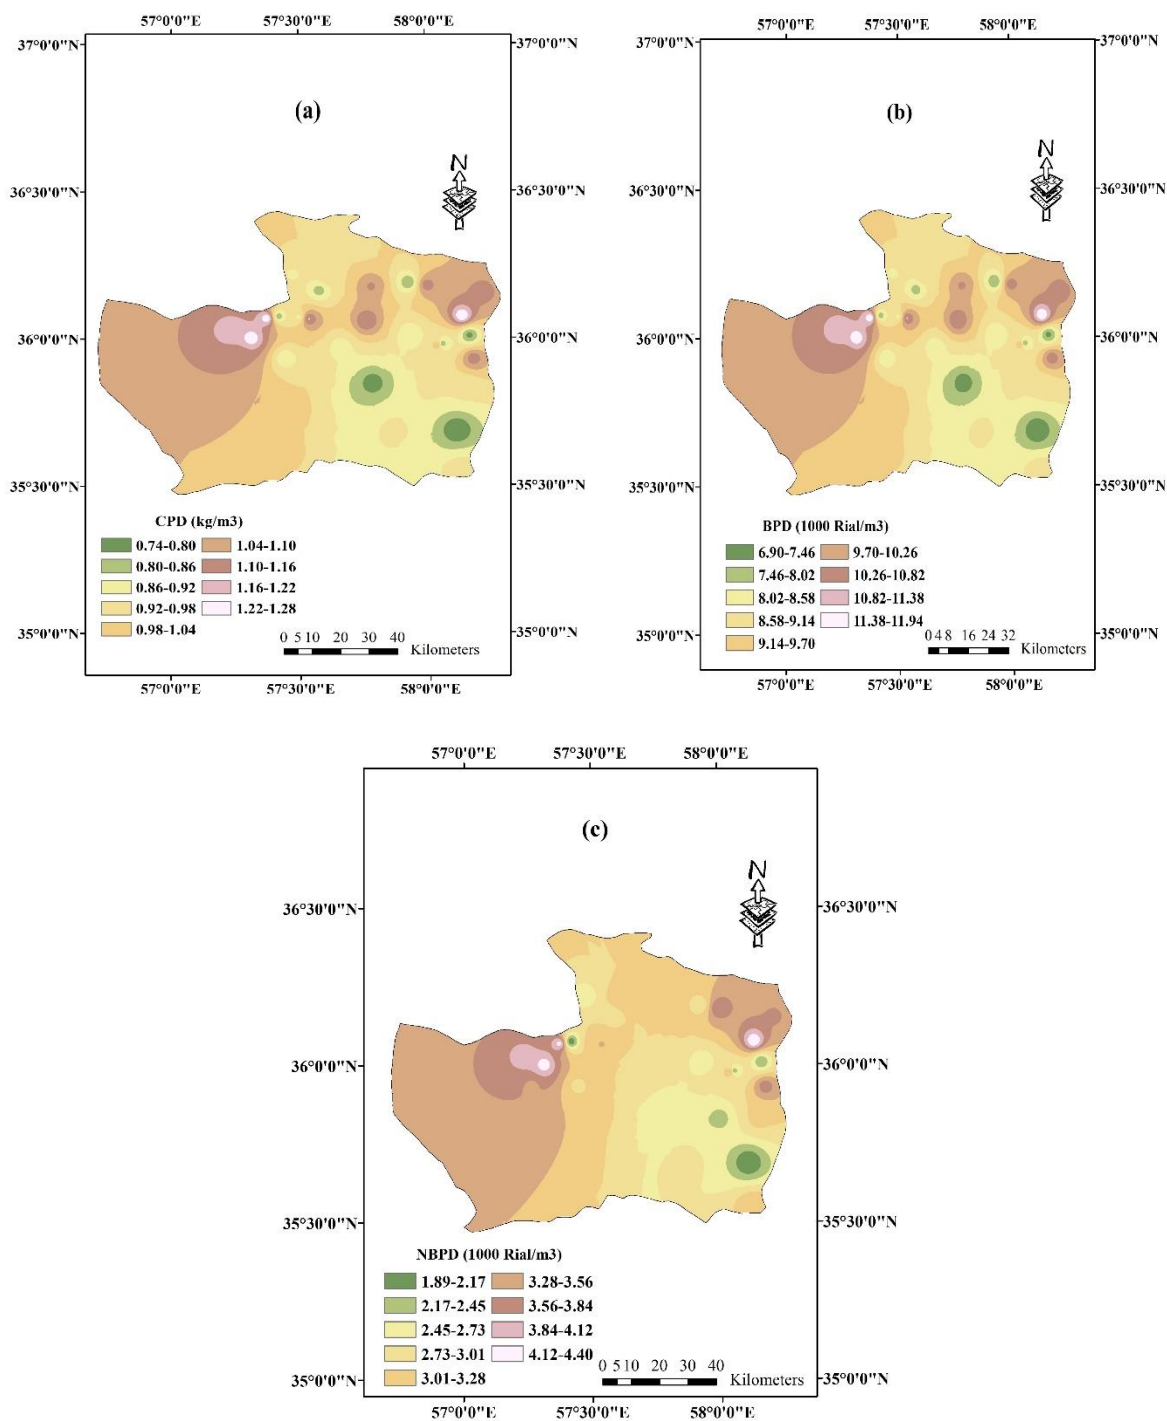 57°0'0"E 57°30'0"E 58°0'0"E
37°0'0"N 37°0'0"N
(a)
N
36°30'0"N 36°30'0"N
36°0'0"N 36°0'0"N
35°30'0"N 35°30'0"N
CPD (kg/m3)
0.74-0.80 1.04-1.10
0.80-0.86 1.10-1.16
0.86-0.92 1.16-1.22
0.92-0.98 1.22-1.28
0.98-1.04
35°0'0"N 35°0'0"N
0 5 10 20 30 40
Kilometers
57°0'0"E 57°30'0"E 58°0'0"E
57°0'0"E 57°30'0"E 58°0'0"E
37°0'0"N 37°0'0"N
(b)
N
36°30'0"N 36°30'0"N
36°0'0"N 36°0'0"N
35°30'0"N 35°30'0"N
BPD (1000 Rial/m3)
6.90-7.46 9.70-10.26
7.46-8.02 10.26-10.82
8.02-8.58 10.82-11.38
8.58-9.14 11.38-11.94
9.14-9.70
35°0'0"N 35°0'0"N
0 4 8 16 24 32
Kilometers
57°0'0"E 57°30'0"E 58°0'0"E
57°0'0"E 57°30'0"E 58°0'0"E
(c)
N
36°30'0"N 36°30'0"N
36°0'0"N 36°0'0"N
35°30'0"N 35°30'0"N
NBPD (1000 Rial/m3)
1.89-2.17 3.28-3.56
2.17-2.45 3.56-3.84
2.45-2.73 3.84-4.12
2.73-3.01 4.12-4.40
3.01-3.28
0 5 10 20 30 40
Kilometers
35°0'0"N 35°0'0"N
57°0'0"E 57°30'0"E 58°0'0"E